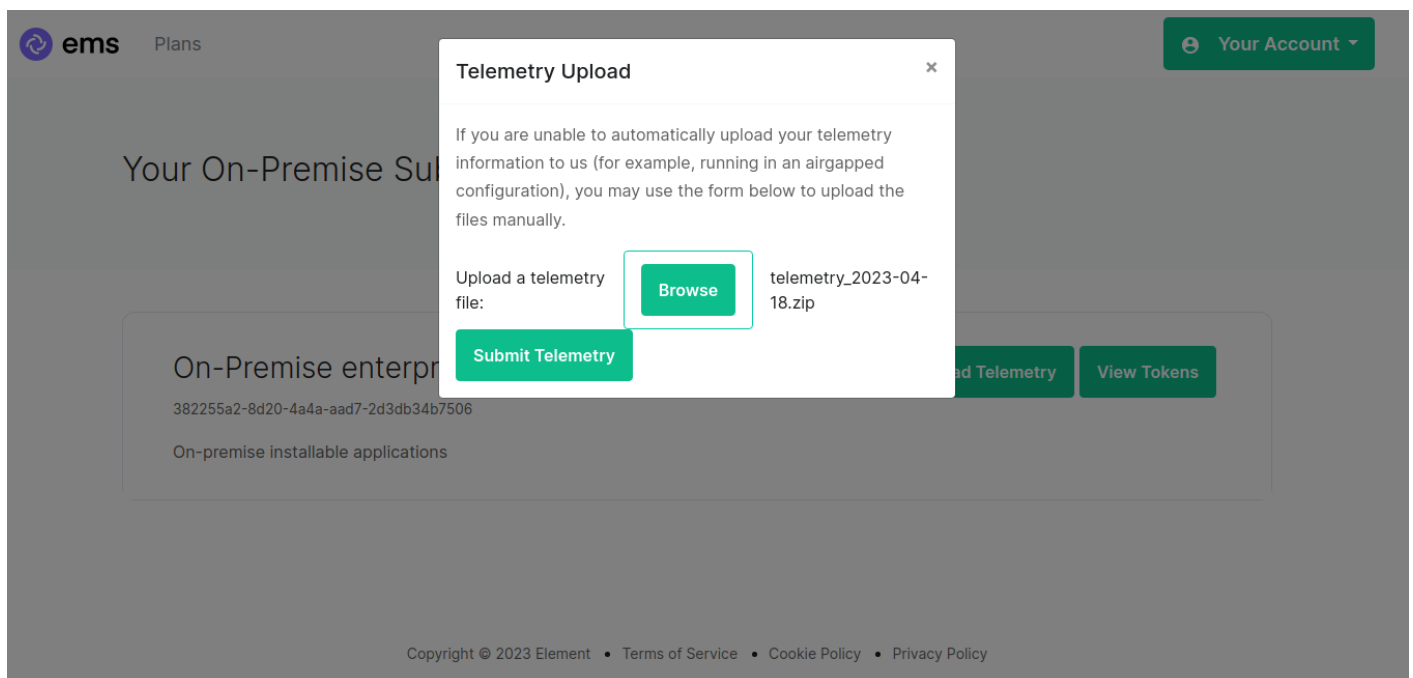 ems Plans Your Account
Telemetry Upload ×
If you are unable to automatically upload your telemetry
information to us (for example, running in an airgapped
configuration), you may use the form below to upload the
files manually.
Upload a telemetry
file:
Browse
telemetry_2023-04-
18.zip
Submit Telemetry
Your On-Premise
On-Premise
ad Telemetry View Tokens
382255a2-8d20-4a4a-aad7-2d3db34b7506
On-premise installable applications
Copyright © 2023 Element • Terms of Service • Cookie Policy • Privacy Policy